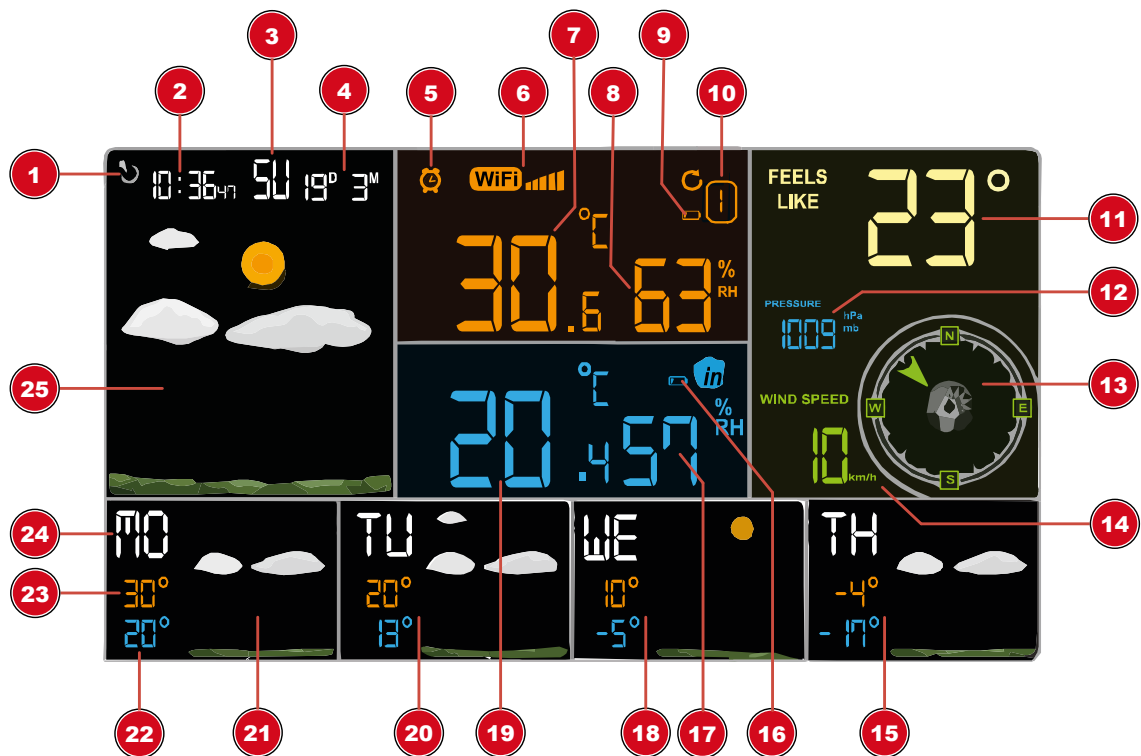 3 7 9
2 4 5 6 8 10
1
10:36 47 SU 19D 3M
WiFi
1
FEELS
LIKE
23°
11
°C
30.6
63 % RH
PRESSURE
1009 hPa
mb
12
N
W E
S
13
25
°C
in
20.4
57 % RH
WIND SPEED
10 km/h
14
24
MO TU WE TH
23
30° 20° 10° -4°
20° 13° -5° -17°
22 21 20 19 18 17 16 15